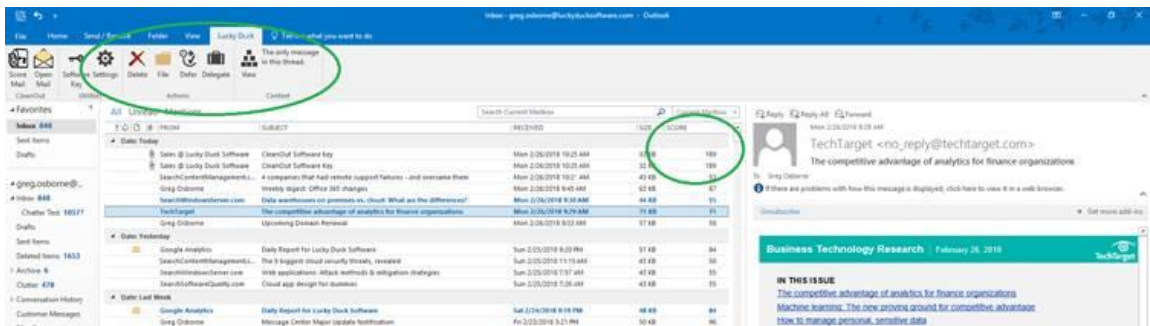 Inbox - greg.osborne@luckyducksoftware.com - Outlook
File Home Send / Receive Folder View Lucky Duck Tell me what you want to do
Score Mail
Open Mail
Software Key
Settings
Delete
File
Defer
Delegate
View
The only message in this thread.
CleanOut
Utilities
Actions
Context
Favorites
Inbox 848
Sent Items
Drafts
greg.osborne@...
Inbox 848
Chatter Test 10577
Drafts
Sent Items
Deleted Items 1653
Archive 6
Clutter 478
Conversation History
Customer Messages
All Unread Mentions
Search Current Mailbox
Current Mailbox
FROM SUBJECT RECEIVED SIZE SCORE
Date: Today
Sales @ Lucky Duck Software CleanOut Software Key Mon 2/26/2018 10:25 AM 189
Sales @ Lucky Duck Software CleanOut Software Key Mon 2/26/2018 10:25 AM 189
SearchContentManagement.c... 4 companies that had remote support failures - and overcame them 45 KB
Greg Osborne Weekly digest: Office 365 changes Mon 2/26/2018 9:45 AM 62 KB 67
SearchWindowsServer.com Data warehouses on premises vs. cloud: What are the differences? Mon 2/26/2018 9:30 AM 44 KB 55
TechTarget The competitive advantage of analytics for finance organizations Mon 2/26/2018 9:29 AM 71 KB
Greg Osborne Upcoming Domain Renewal Mon 2/26/2018 9:03 AM 57 KB
Date: Yesterday
Google Analytics Daily Report for Lucky Duck Software Sun 2/25/2018 9:20 PM 51 KB 84
SearchContentManagement.c... The 5 biggest cloud security threats, revealed Sun 2/25/2018 11:15 AM 43 KB
SearchWindowsServer.com Web applications: Attack methods & mitigation strategies Sun 2/25/2018 7:57 AM 43 KB 55
SearchSoftwareQuality.com Cloud app design for dummies Sun 2/25/2018 7:26 AM 43 KB 55
Date: Last Week
Google Analytics Daily Report for Lucky Duck Software Sat 2/24/2018 48 KB 84
Greg Osborne Message Center Major Update Notification Fri 2/23/2018 3:21 PM 50 KB
Reply Reply All Forward
Mon 2/26/2018 9:29 AM
TechTarget <no_reply@techtarget.com>
The competitive advantage of analytics for finance organizations
To Greg Osborne
If there are problems with how this message is displayed, click here to view it in a web browser.
Unsubscribe
Get more add-ins
Business Technology Research | February 26, 2018
TechTarget
IN THIS ISSUE
The competitive advantage of analytics for finance organizations
Machine learning: The new proving ground for competitive advantage
How to manage personal, sensitive data